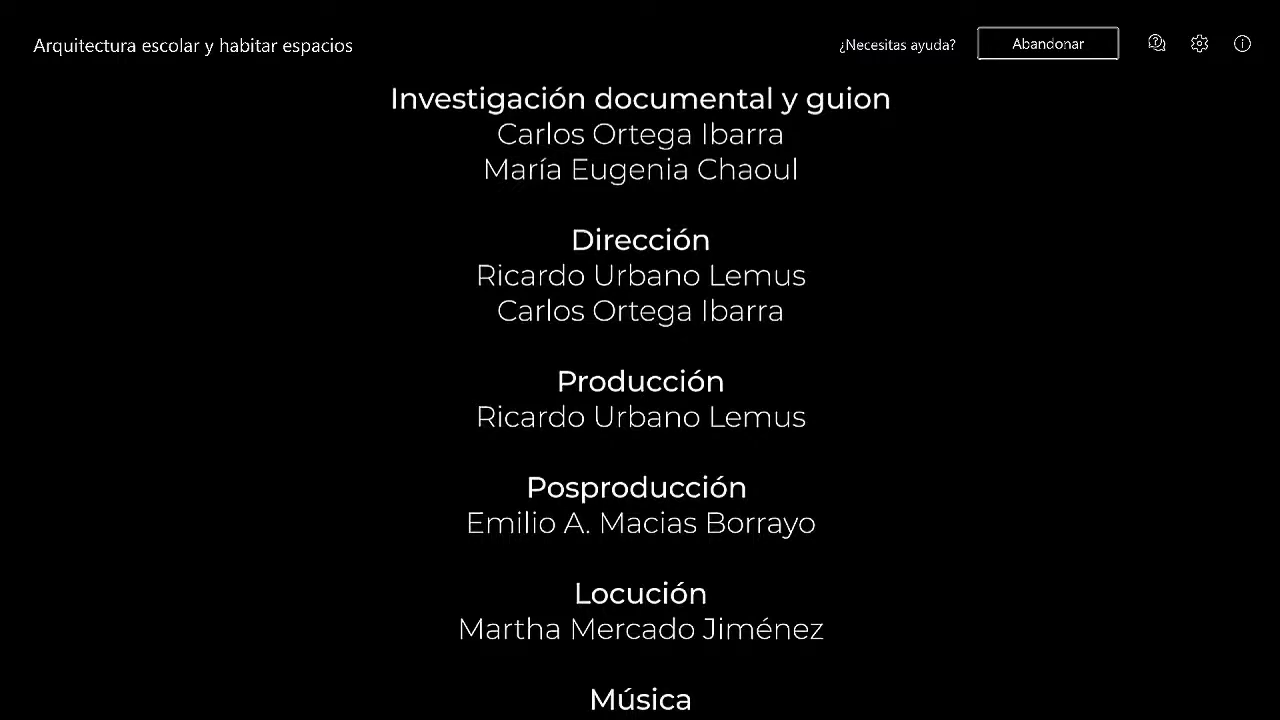 Arquitectura escolar y habitar espacios
¿Necesitas ayuda?
Abandonar
Investigación documental y guion
Carlos Ortega Ibarra
María Eugenia Chaoul
Dirección
Ricardo Urbano Lemus
Carlos Ortega Ibarra
Producción
Ricardo Urbano Lemus
Posproducción
Emilio A. Macias Borrayo
Locución
Martha Mercado Jiménez
Música